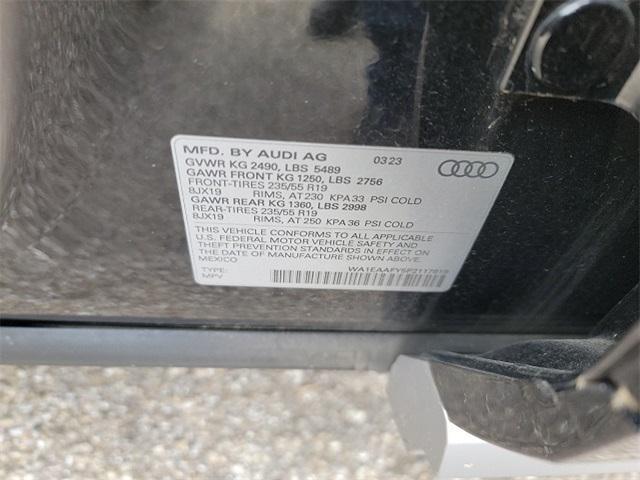 MFD. BY AUDI AG 03 23
GVWR KG 2490, LBS 5489
GAWR FRONT KG 1250, LBS 2756
FRONT-TIRES 235/55 R19
8JX19 RIMS, AT 230 KPA 33 PSI COLD
GAWR REAR KG 1360, LBS 2998
REAR-TIRES 235/55 R19
8JX19 RIMS, AT 250 KPA 36 PSI COLD
THIS VEHICLE CONFORMS TO ALL APPLICABLE
U.S. FEDERAL MOTOR VEHICLE SAFETY AND
THEFT PREVENTION STANDARDS IN EFFECT ON
THE DATE OF MANUFACTURE SHOWN ABOVE.
MEXICO
TYPE:
MPV